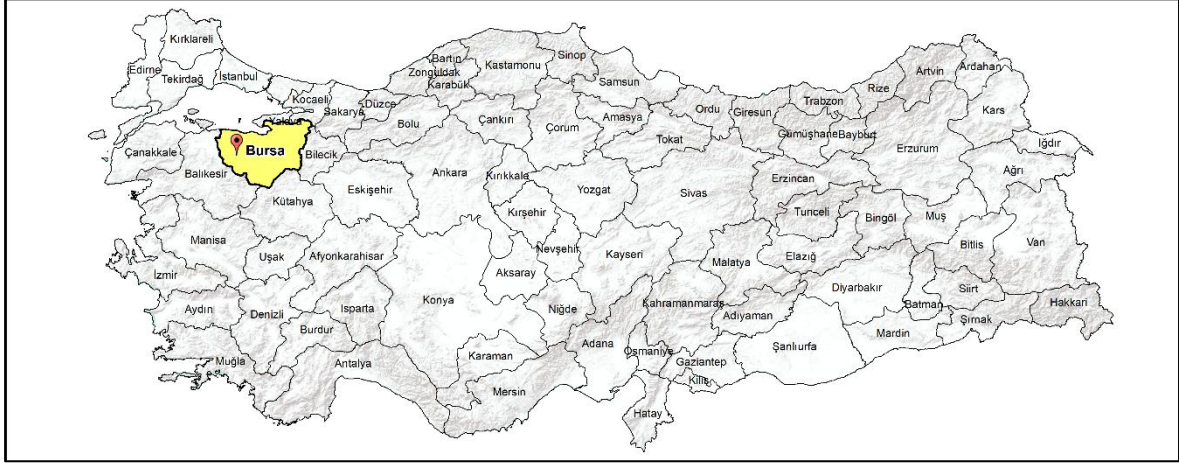 Kırklareli
Edirne
Tekirdağ
İstanbul
Kocaeli
Yalova
Sakarya
Düzce
Bolu
Zonguldak
Bartın
Karabük
Kastamonu
Sinop
Samsun
Çankırı
Çorum
Amasya
Tokat
Ordu
Giresun
Trabzon
Rize
Artvin
Ardahan
Kars
Gümüşhane
Bayburt
Erzurum
Iğdır
Ağrı
Çanakkale
Balıkesir
Bursa
Bilecik
Eskişehir
Kütahya
Ankara
Kırıkkale
Yozgat
Sivas
Erzincan
Tunceli
Bingöl
Muş
Bitlis
Van
Manisa
Uşak
Afyonkarahisar
Kırşehir
Nevşehir
Kayseri
Malatya
Elazığ
Diyarbakır
Batman
Siirt
Şırnak
Hakkari
İzmir
Aydın
Denizli
Isparta
Burdur
Konya
Aksaray
Niğde
Kahramanmaraş
Adıyaman
Şanlıurfa
Mardin
Muğla
Antalya
Karaman
Mersin
Adana
Osmaniye
Gaziantep
Kilis
Hatay